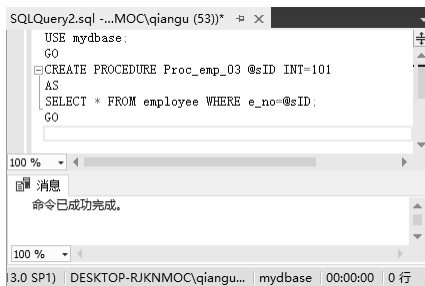 SQLQuery2.sql -...MOC\qiangu (53))*
USE mydbase;
GO
CREATE PROCEDURE Proc_emp_03 @sID INT=101
AS
SELECT * FROM employee WHERE e_no=@sID;
GO
100 %
消息
命令已成功完成。
100 %
13.0 SP1) DESKTOP-RJKNMOC\qiangu... mydbase 00:00:00 0 行